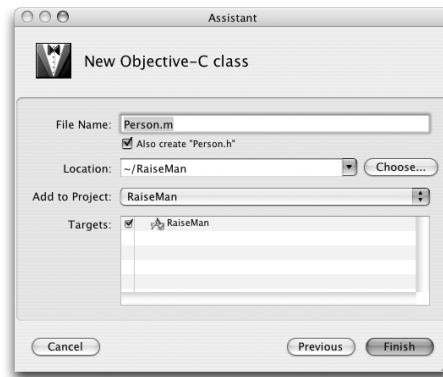 Assistant
New Objective-C class
File Name: Person.m
Also create "Person.h"
Location: ~/RaiseMan Choose...
Add to Project: RaiseMan
Targets: RaiseMan
Cancel Previous Finish